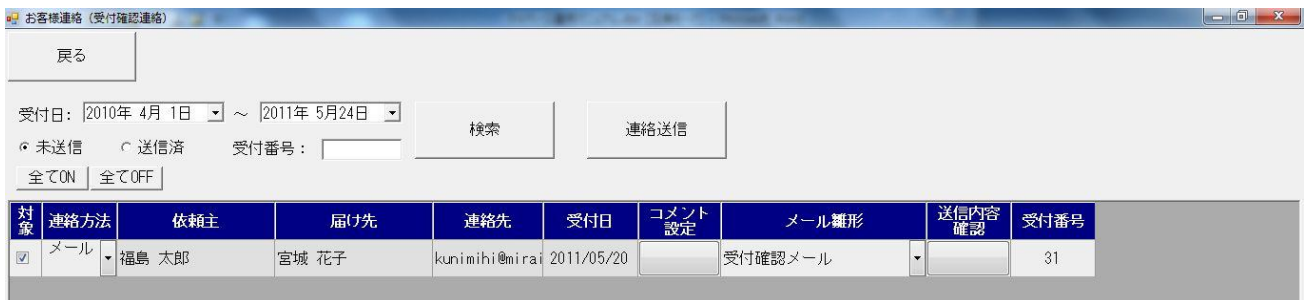 お客様連絡（受付確認連絡）
戻る
受付日: 2010年 4月 1日 ～ 2011年 5月24日
検索
連絡送信
未送信 送信済 受付番号：
全てON 全てOFF
対象 連絡方法 依頼主 届け先 連絡先 受付日 コメント設定 メール雛形 送信内容確認 受付番号
メール 福島 太郎 宮城 花子 kunimihi@mirai 2011/05/20 受付確認メール 31